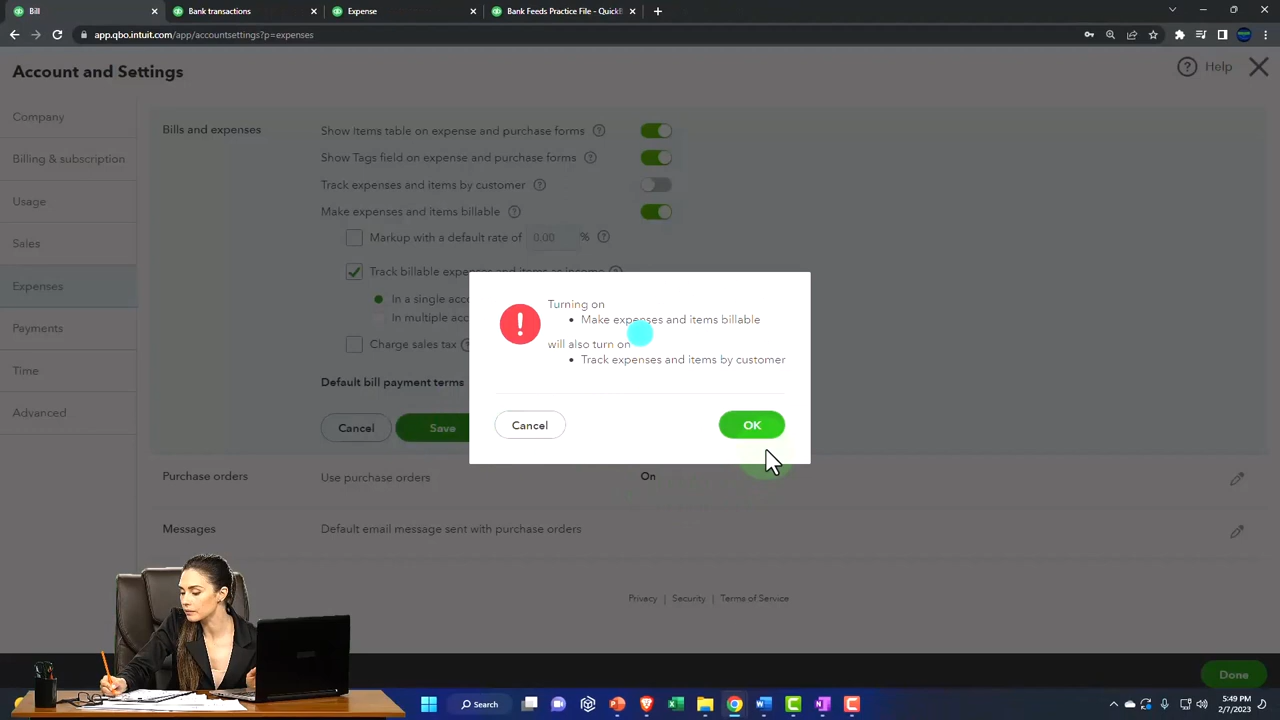 Bill
Bank transactions
Expense
Bank Feeds Practice File - QuickB
app.qbo.intuit.com/app/accountsettings?p=expenses
Account and Settings
Help
Company
Billing & subscription
Usage
Sales
Expenses
Payments
Time
Advanced
Bills and expenses
Show Items table on expense and purchase forms
Show Tags field on expense and purchase forms
Track expenses and items by customer
Make expenses and items billable
Markup with a default rate of 0.00 %
Track billable expenses and items as income
In a single acco
In multiple acc
Charge sales tax
Default bill payment terms
Cancel
Save
Turning on
• Make expenses and items billable
will also turn on
• Track expenses and items by customer
Cancel
OK
Purchase orders
Use purchase orders
On
Messages
Default email message sent with purchase orders
Privacy | Security | Terms of Service
Done
Search
5:49 PM
2/7/2023